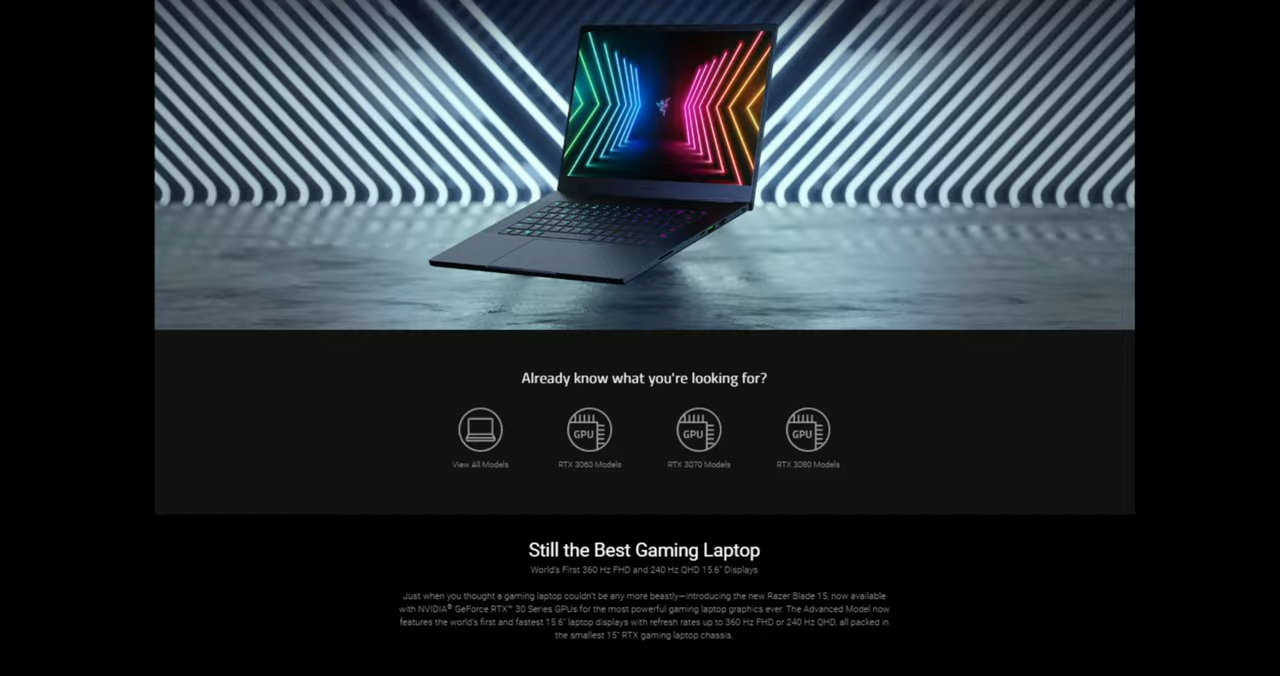 Already know what you're looking for?
GPU GPU GPU
View All Models RTX 3060 Models RTX 3070 Models RTX 3080 Models
Still the Best Gaming Laptop
World's First 360 Hz FHD and 240 Hz QHD 15.6" Displays
Just when you thought a gaming laptop couldn't be any more beastly—introducing the new Razer Blade 15, now available
with NVIDIA® GeForce RTX™ 30 Series GPUs for the most powerful gaming laptop graphics ever. The Advanced Model now
features the world's first and fastest 15.6" laptop displays with refresh rates up to 360 Hz FHD or 240 Hz QHD, all packed in
the smallest 15" RTX gaming laptop chassis.